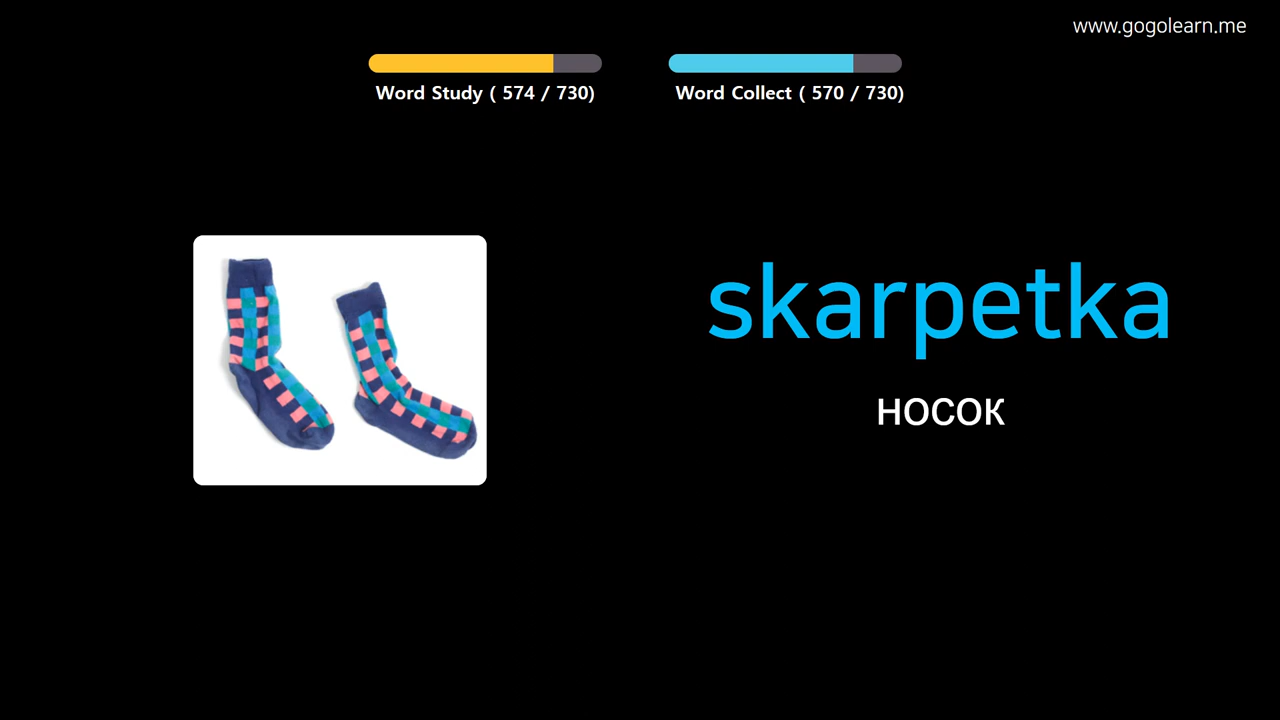 www.gogolearn.me
Word Study ( 574 / 730)
Word Collect ( 570 / 730)
skarpetka
носок